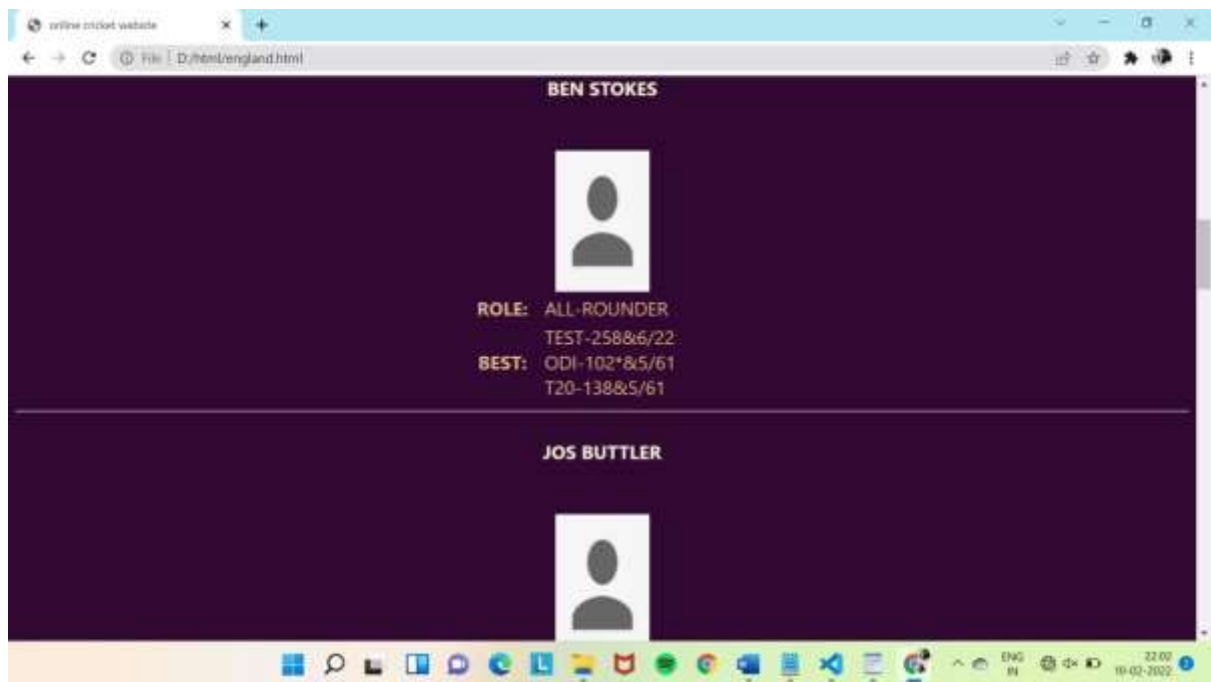 online cricket website
File | D:/html/england.html
BEN STOKES
ROLE: ALL-ROUNDER
TEST-258&6/22
BEST: ODI-102*&5/61
T20-138&5/61
JOS BUTTLER
ENG
IN
22:02
10-02-2022